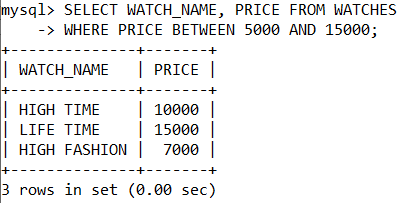 mysql> SELECT WATCH_NAME, PRICE FROM WATCHES
    -> WHERE PRICE BETWEEN 5000 AND 15000;
+--------------+-------+
| WATCH_NAME   | PRICE |
+--------------+-------+
| HIGH TIME    | 10000 |
| LIFE TIME    | 15000 |
| HIGH FASHION |  7000 |
+--------------+-------+
3 rows in set (0.00 sec)